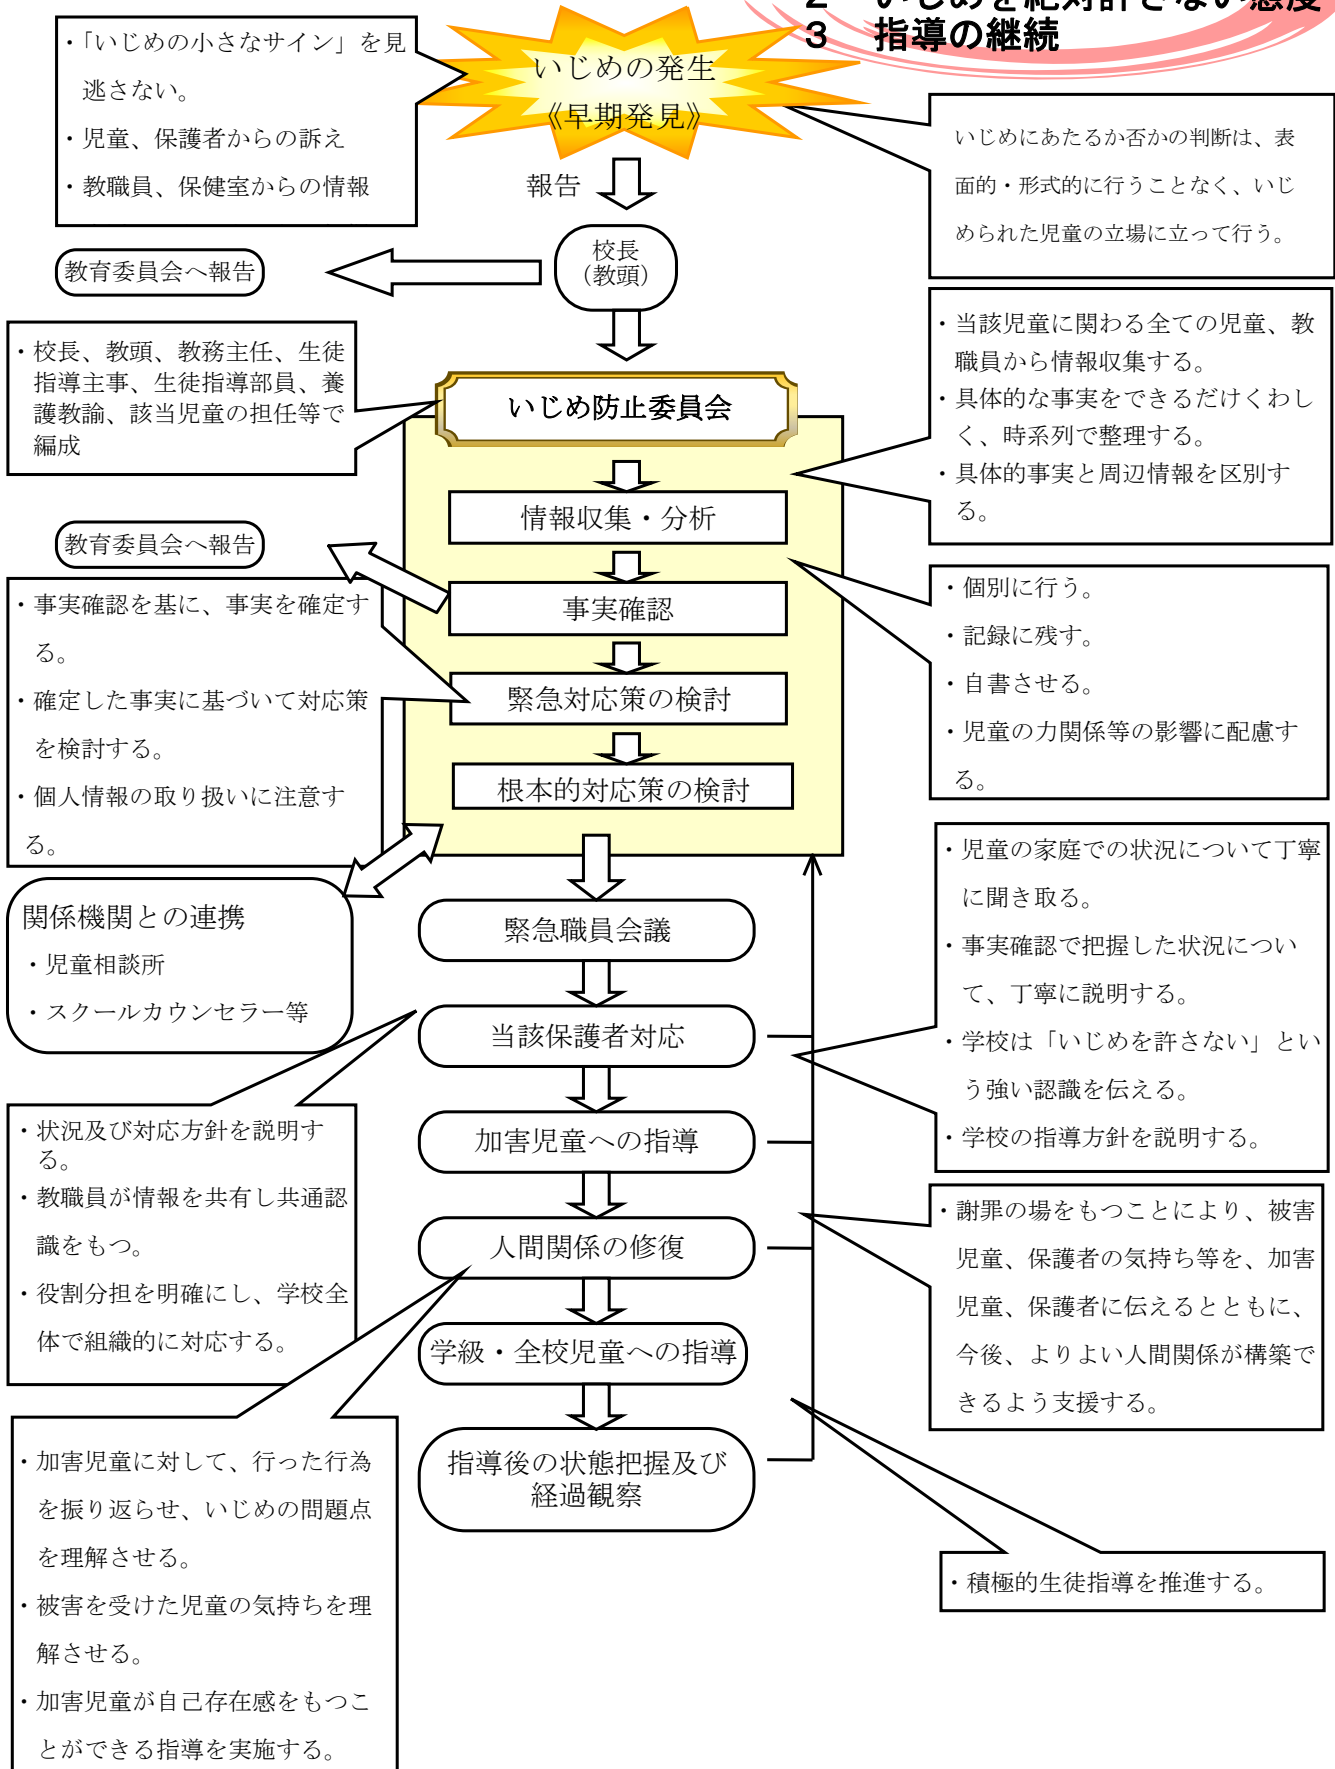 ２　いじめを絶対許さない態度
３　指導の継続
・「いじめの小さなサイン」を見
逃さない。
・児童、保護者からの訴え
・教職員、保健室からの情報
いじめの発生
《早期発見》
いじめにあたるか否かの判断は、表
面的・形式的に行うことなく、いじ
められた児童の立場に立って行う。
報告
校長
（教頭）
教育委員会へ報告
・校長、教頭、教務主任、生徒
指導主事、生徒指導部員、養
護教諭、該当児童の担任等で
編成
いじめ防止委員会
・当該児童に関わる全ての児童、教
職員から情報収集する。
・具体的な事実をできるだけくわし
く、時系列で整理する。
・具体的事実と周辺情報を区別す
る。
情報収集・分析
教育委員会へ報告
事実確認
・個別に行う。
・記録に残す。
・自書させる。
・児童の力関係等の影響に配慮す
る。
・事実確認を基に、事実を確定す
る。
・確定した事実に基づいて対応策
を検討する。
・個人情報の取り扱いに注意す
る。
緊急対応策の検討
根本的対応策の検討
関係機関との連携
・児童相談所
・スクールカウンセラー等
緊急職員会議
・児童の家庭での状況について丁寧
に聞き取る。
・事実確認で把握した状況につい
て、丁寧に説明する。
・学校は「いじめを許さない」とい
う強い認識を伝える。
・学校の指導方針を説明する。
当該保護者対応
・状況及び対応方針を説明す
る。
・教職員が情報を共有し共通認
識をもつ。
・役割分担を明確にし、学校全
体で組織的に対応する。
加害児童への指導
人間関係の修復
・謝罪の場をもつことにより、被害
児童、保護者の気持ち等を、加害
児童、保護者に伝えるとともに、
今後、よりよい人間関係が構築で
きるよう支援する。
学級・全校児童への指導
指導後の状態把握及び
経過観察
・加害児童に対して、行った行為
を振り返らせ、いじめの問題点
を理解させる。
・被害を受けた児童の気持ちを理
解させる。
・加害児童が自己存在感をもつこ
とができる指導を実施する。
・積極的生徒指導を推進する。